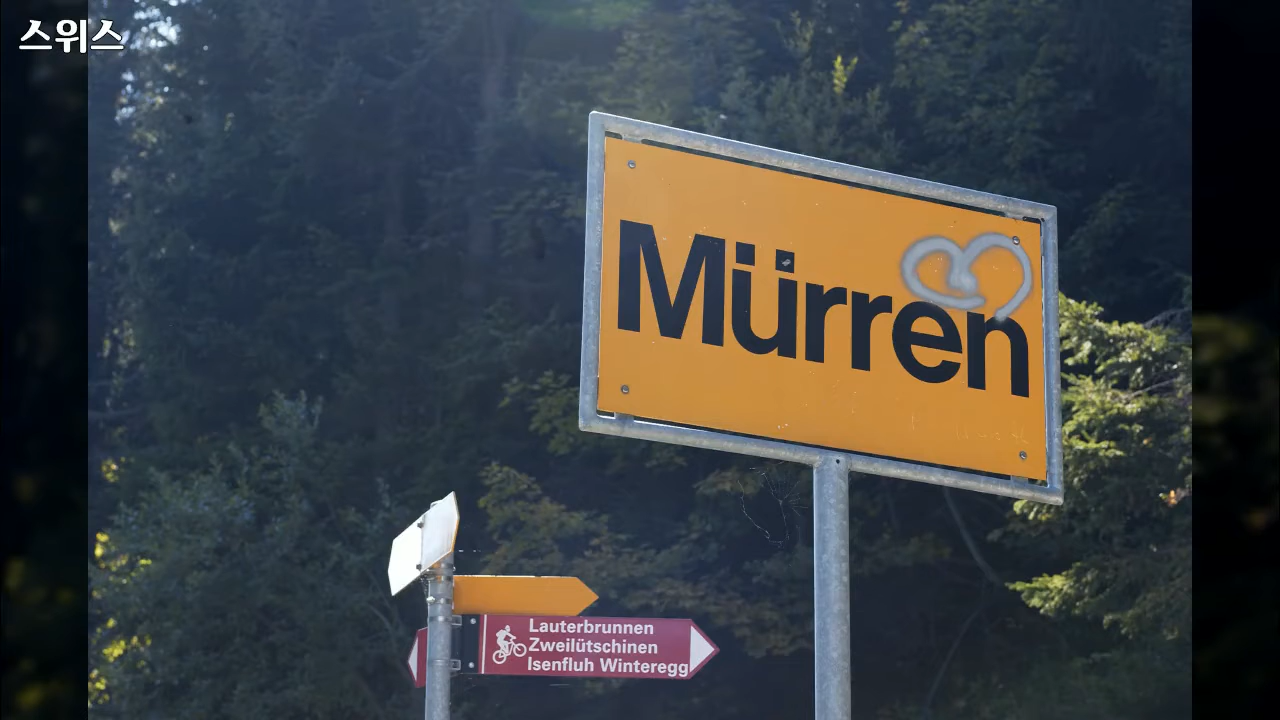 스위스
Mürren
Lauterbrunnen
Zweilütschinen
Isenfluh Winteregg